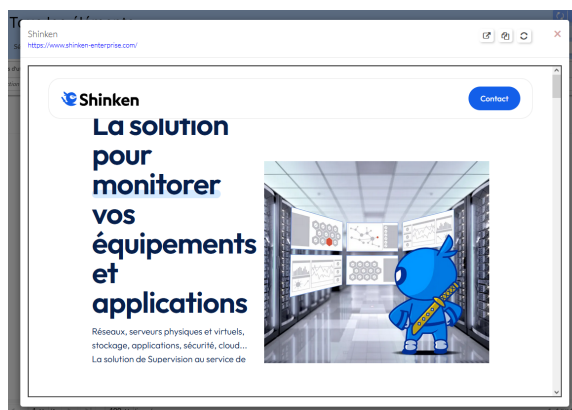 Shinken
https://www.shinken-enterprise.com/
Shinken
Contact
La solution
pour
monitorer
vos
équipements
et
applications
Réseaux, serveurs physiques et virtuels,
stockage, applications, sécurité, cloud...
La solution de Supervision au service de